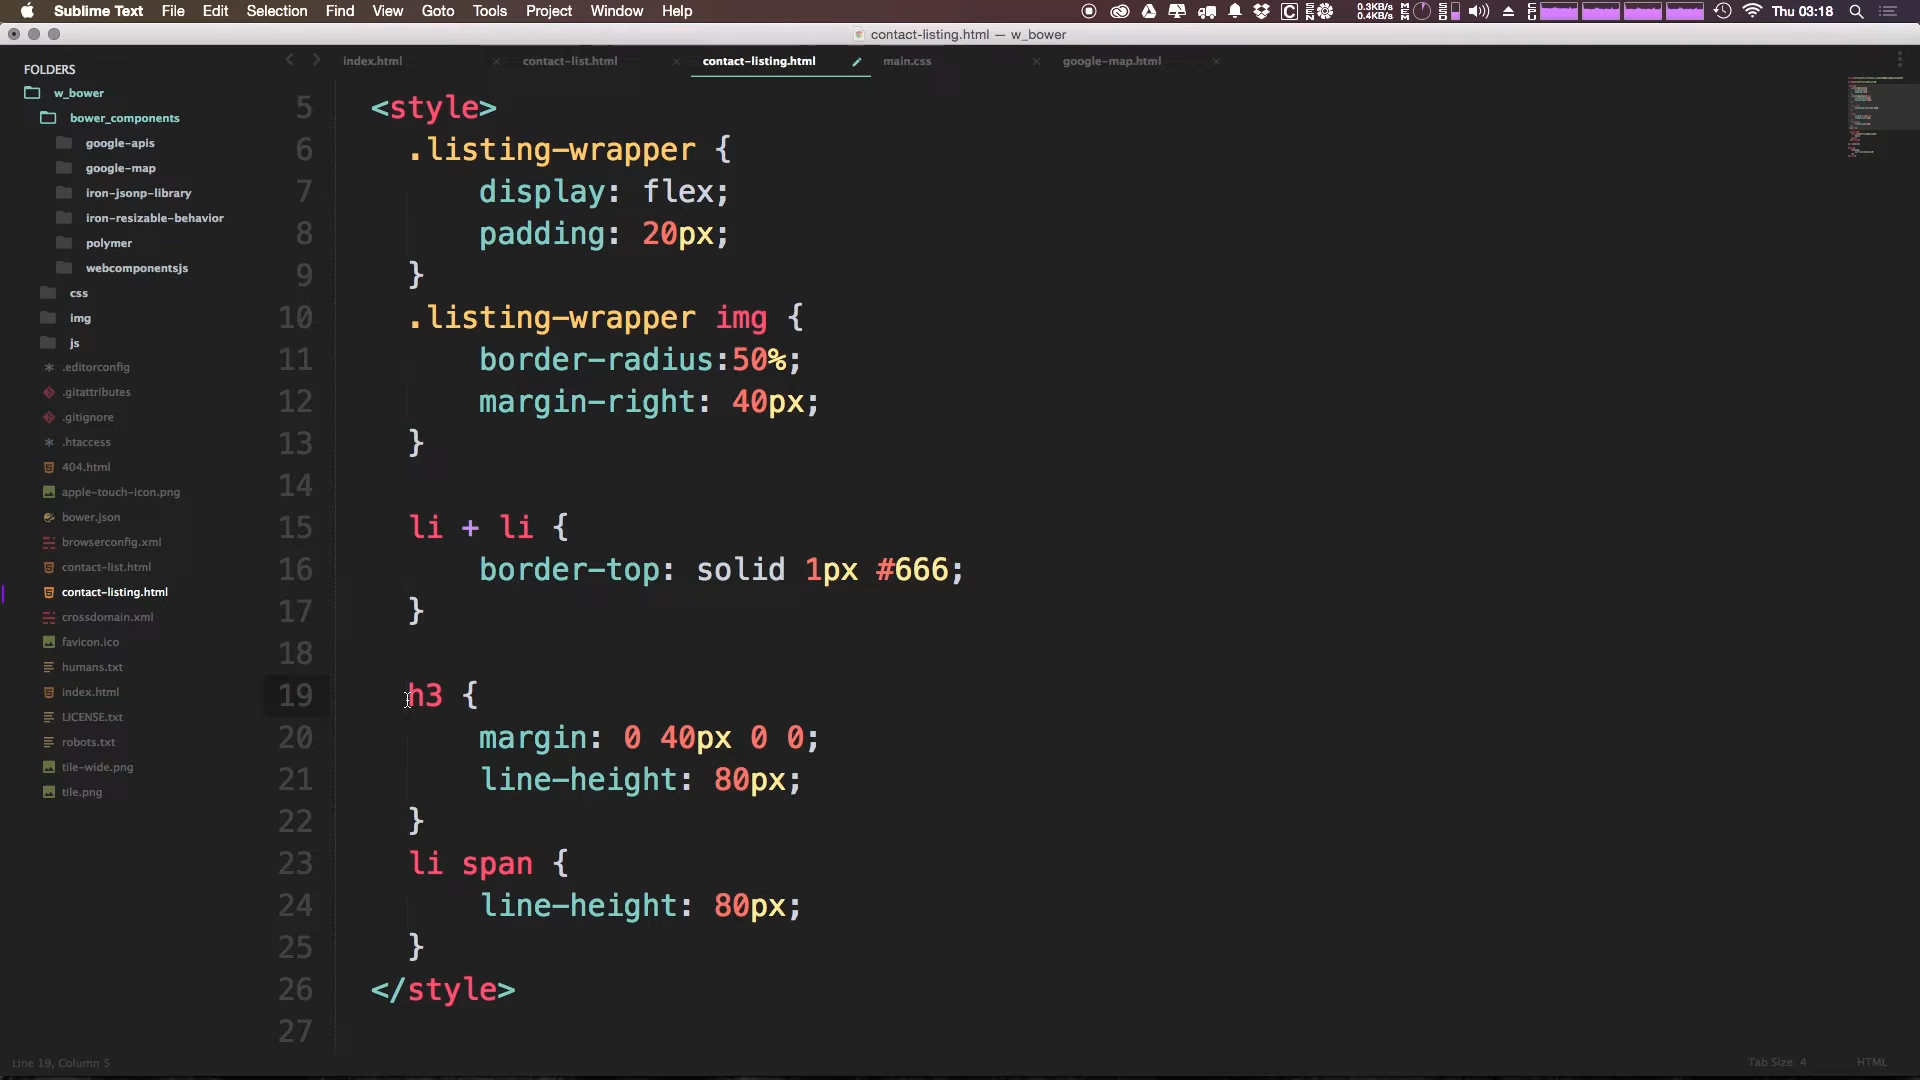 Sublime Text File Edit Selection Find View Goto Tools Project Window Help 0.3KB/s 0.4KB/s Thu 03:18
contact-listing.html — w_bower
index.html contact-list.html contact-listing.html main.css google-map.html
FOLDERS
w_bower
bower_components
google-apis
google-map
iron-jsonp-library
iron-resizable-behavior
polymer
webcomponentsjs
css
img
js
.editorconfig
.gitattributes
.gitignore
.htaccess
404.html
apple-touch-icon.png
bower.json
browserconfig.xml
contact-list.html
contact-listing.html
crossdomain.xml
favicon.ico
humans.txt
index.html
LICENSE.txt
robots.txt
tile-wide.png
tile.png
5 <style>
6 .listing-wrapper {
7 display: flex;
8 padding: 20px;
9 }
10 .listing-wrapper img {
11 border-radius:50%;
12 margin-right: 40px;
13 }
14
15 li + li {
16 border-top: solid 1px #666;
17 }
18
19 h3 {
20 margin: 0 40px 0 0;
21 line-height: 80px;
22 }
23 li span {
24 line-height: 80px;
25 }
26 </style>
27
Line 19, Column 5 Tab Size: 4 HTML